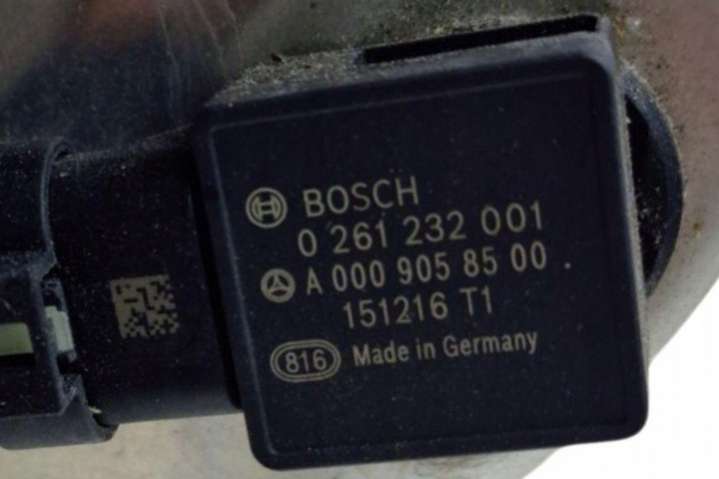 BOSCH
0 261 232 001
A 000 905 85 00
151216 T1
816 Made in Germany